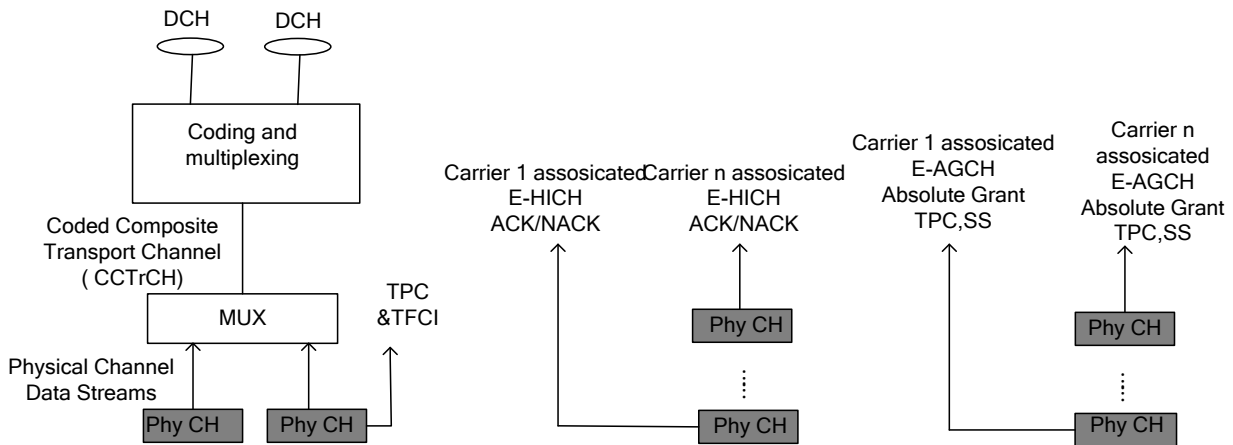 DCH
DCH
Coding and
multiplexing
Coded Composite
Transport Channel
( CCTrCH)
MUX
TPC
&TFCI
Physical Channel
Data Streams
Phy CH
Phy CH
Carrier 1 assosicated
E-HICH
ACK/NACK
Carrier n assosicated
E-HICH
ACK/NACK
Phy CH
Phy CH
Carrier 1 assosicated
E-AGCH
Absolute Grant
TPC,SS
Carrier n
assosicated
E-AGCH
Absolute Grant
TPC,SS
Phy CH
Phy CH